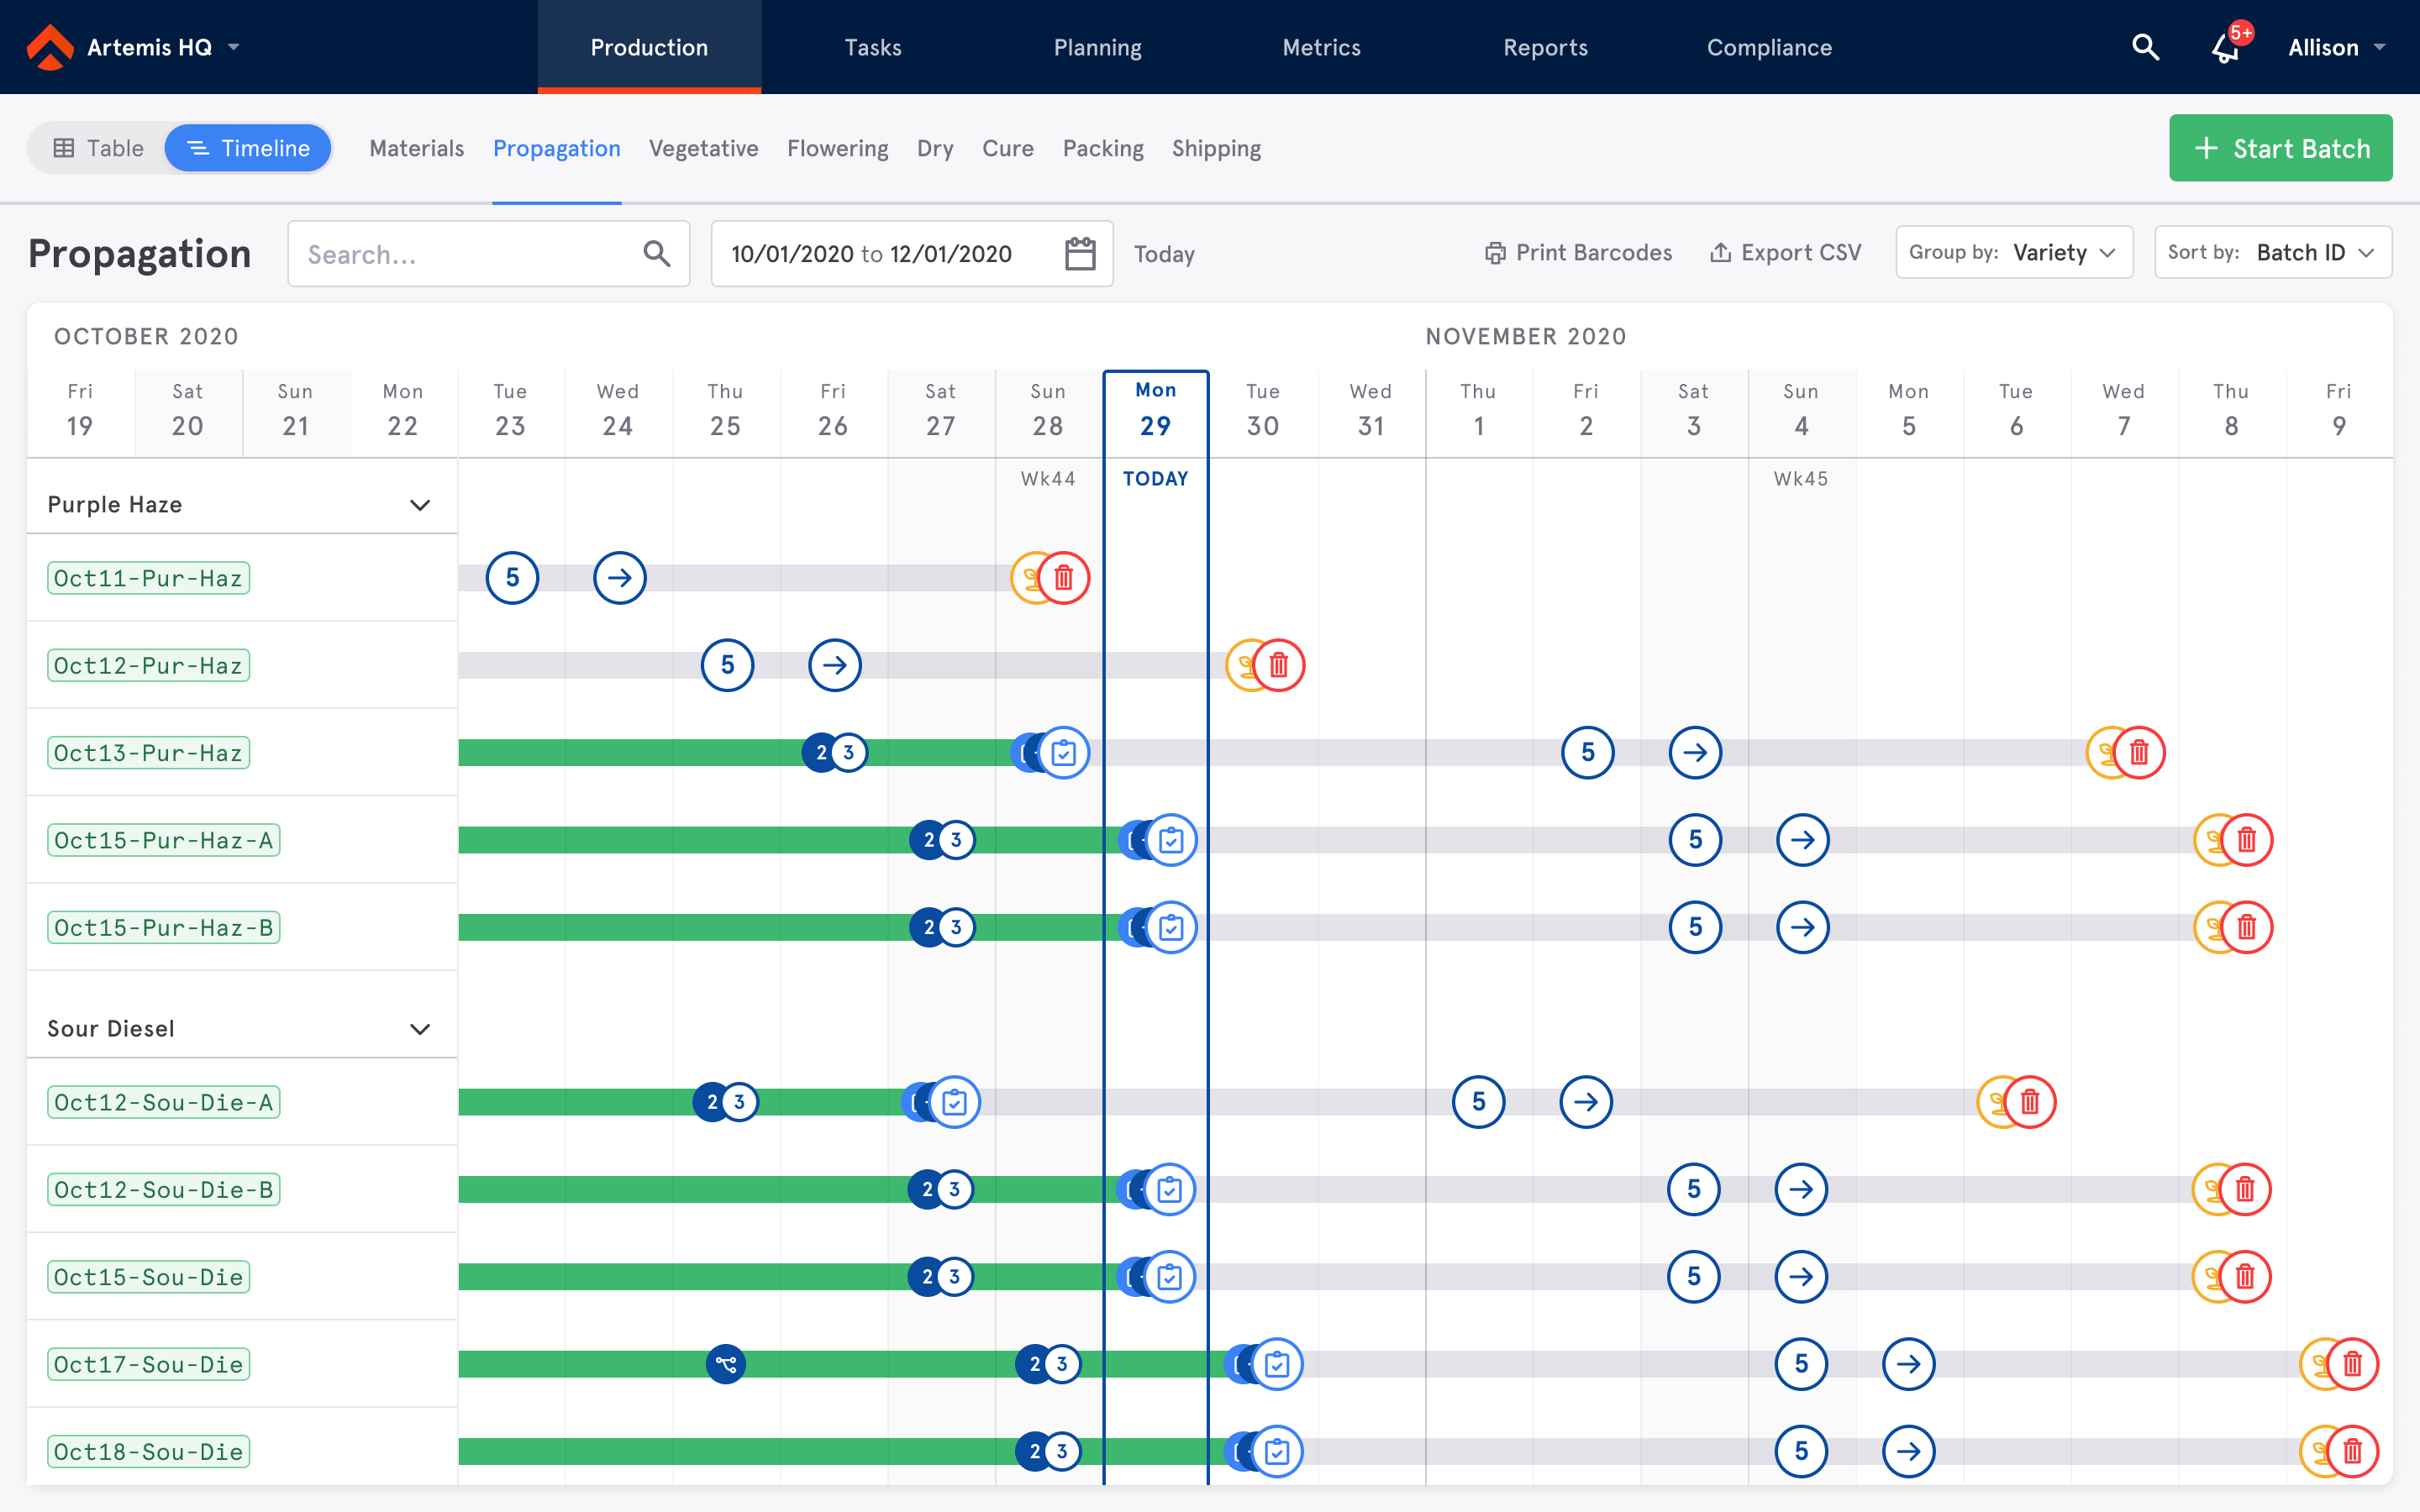 Artemis HQ Production Tasks Planning Metrics Reports Compliance 5+ Allison
Table Timeline Materials Propagation Vegetative Flowering Dry Cure Packing Shipping + Start Batch
Propagation Search... 10/01/2020 to 12/01/2020 Today Print Barcodes Export CSV Group by: Variety Sort by: Batch ID
OCTOBER 2020 NOVEMBER 2020
Fri Sat Sun Mon Tue Wed Thu Fri Sat Sun Mon Tue Wed Thu Fri Sat Sun Mon Tue Wed Thu Fri
19 20 21 22 23 24 25 26 27 28 29 30 31 1 2 3 4 5 6 7 8 9
Wk44 TODAY Wk45
Purple Haze
Oct11-Pur-Haz 5
Oct12-Pur-Haz 5
Oct13-Pur-Haz 2 3 5
Oct15-Pur-Haz-A 2 3 5
Oct15-Pur-Haz-B 2 3 5
Sour Diesel
Oct12-Sou-Die-A 2 3 5
Oct12-Sou-Die-B 2 3 5
Oct15-Sou-Die 2 3 5
Oct17-Sou-Die 2 3 5
Oct18-Sou-Die 2 3 5